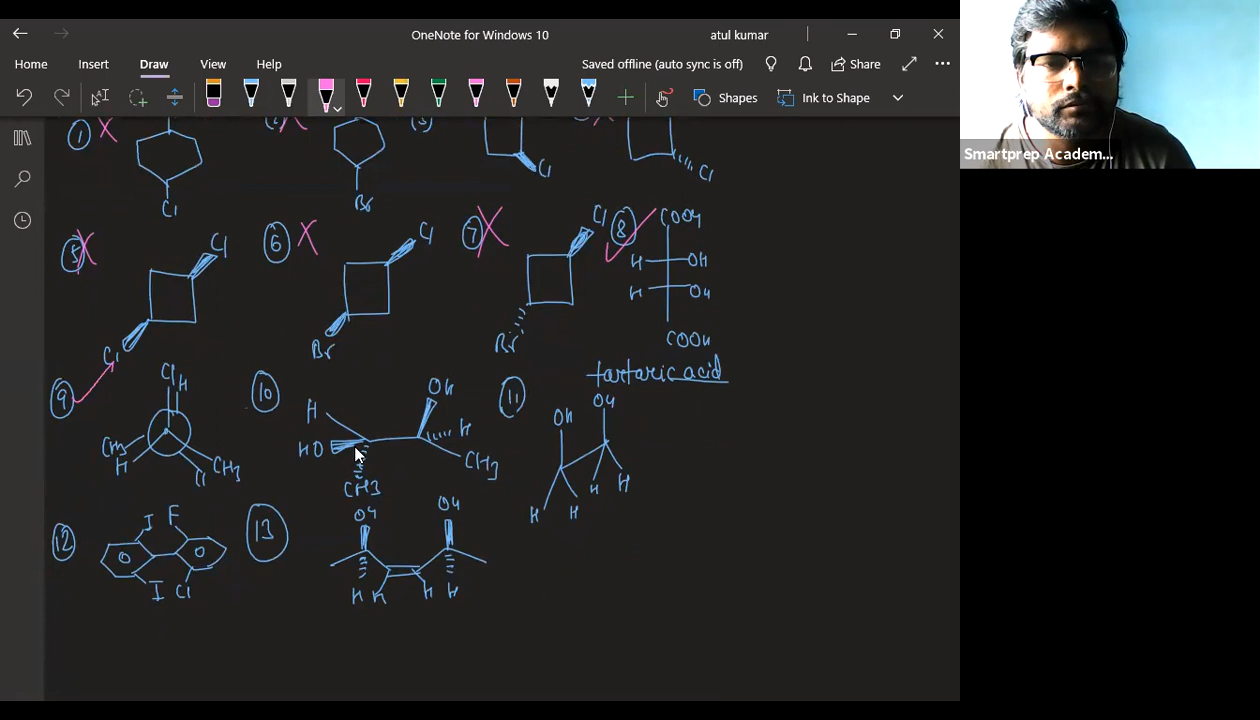 OneNote for Windows 10
atul kumar
Home Insert Draw View Help
Saved offline (auto sync is off)
Share
Shapes
Ink to Shape
Smartprep Academ...
1
Cl
Br
Cl
Cl
5
Cl
Cl
6
Cl
Br
7
Cl
Br
8
COOH
H OH
H OH
COOH
tartaric acid
9
Cl H
CH3
H
CH3
Cl
10
H
HO
CH3
OH
H
CH3
11
OH
OH
H H
H H
12
I F
I Cl
13
OH OH
H H H H